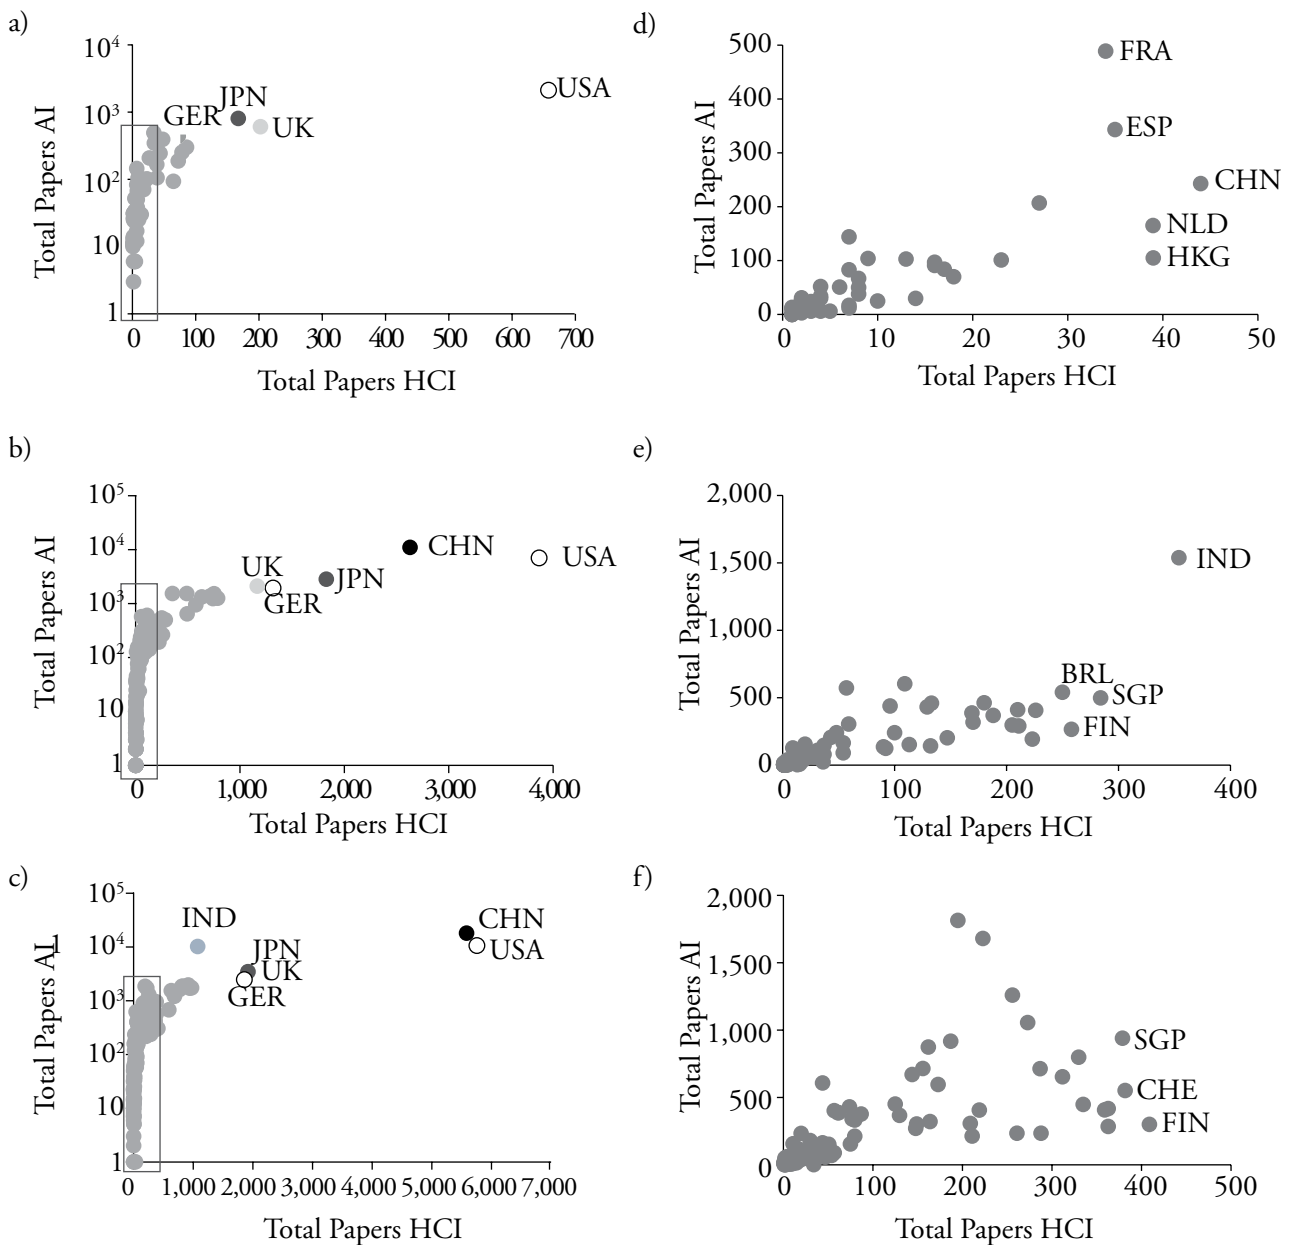 a)
10⁴
10³
10²
10
1
Total Papers AI
GER
JPN
UK
USA
0 100 200 300 400 500 600 700
Total Papers HCI
d)
500
400
300
200
100
0
Total Papers AI
FRA
ESP
CHN
NLD
HKG
0 10 20 30 40 50
Total Papers HCI
b)
10⁵
10⁴
10³
10²
10
1
Total Papers AI
UK
GER
JPN
CHN
USA
0 1,000 2,000 3,000 4,000
Total Papers HCI
e)
2,000
1,500
1,000
500
0
Total Papers AI
IND
BRL
SGP
FIN
0 100 200 300 400
Total Papers HCI
c)
10⁵
10⁴
10³
10²
10
1
Total Papers AI
1
IND
JPN
UK
GER
CHN
USA
0 1,000 2,000 3,000 4,000 5,000 6,000 7,000
Total Papers HCI
f)
2,000
1,500
1,000
500
0
Total Papers AI
SGP
CHE
FIN
0 100 200 300 400 500
Total Papers HCI